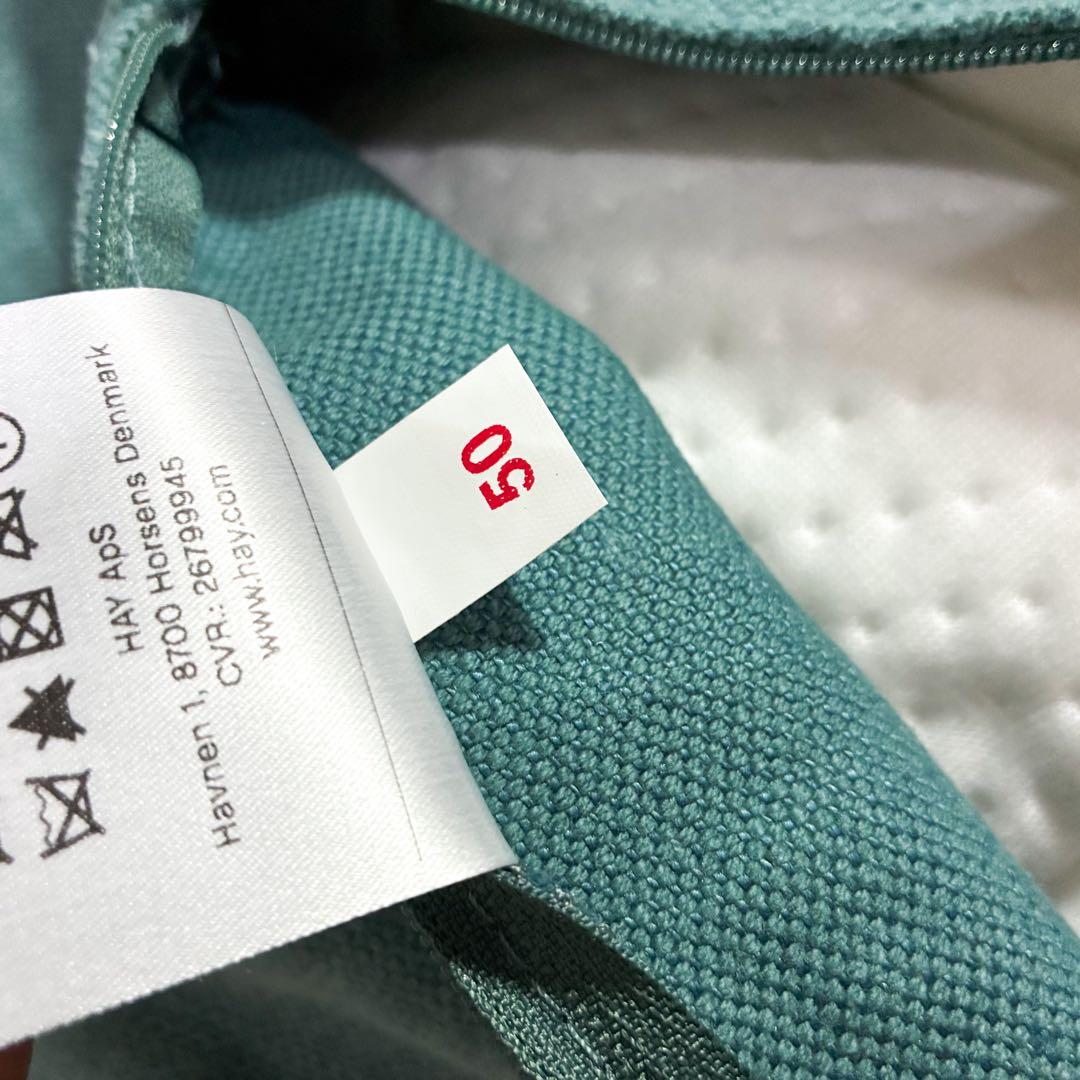 HAY ApS
Havnen 1, 8700 Horsens Denmark
CVR.: 26799945
www.hay.com
50